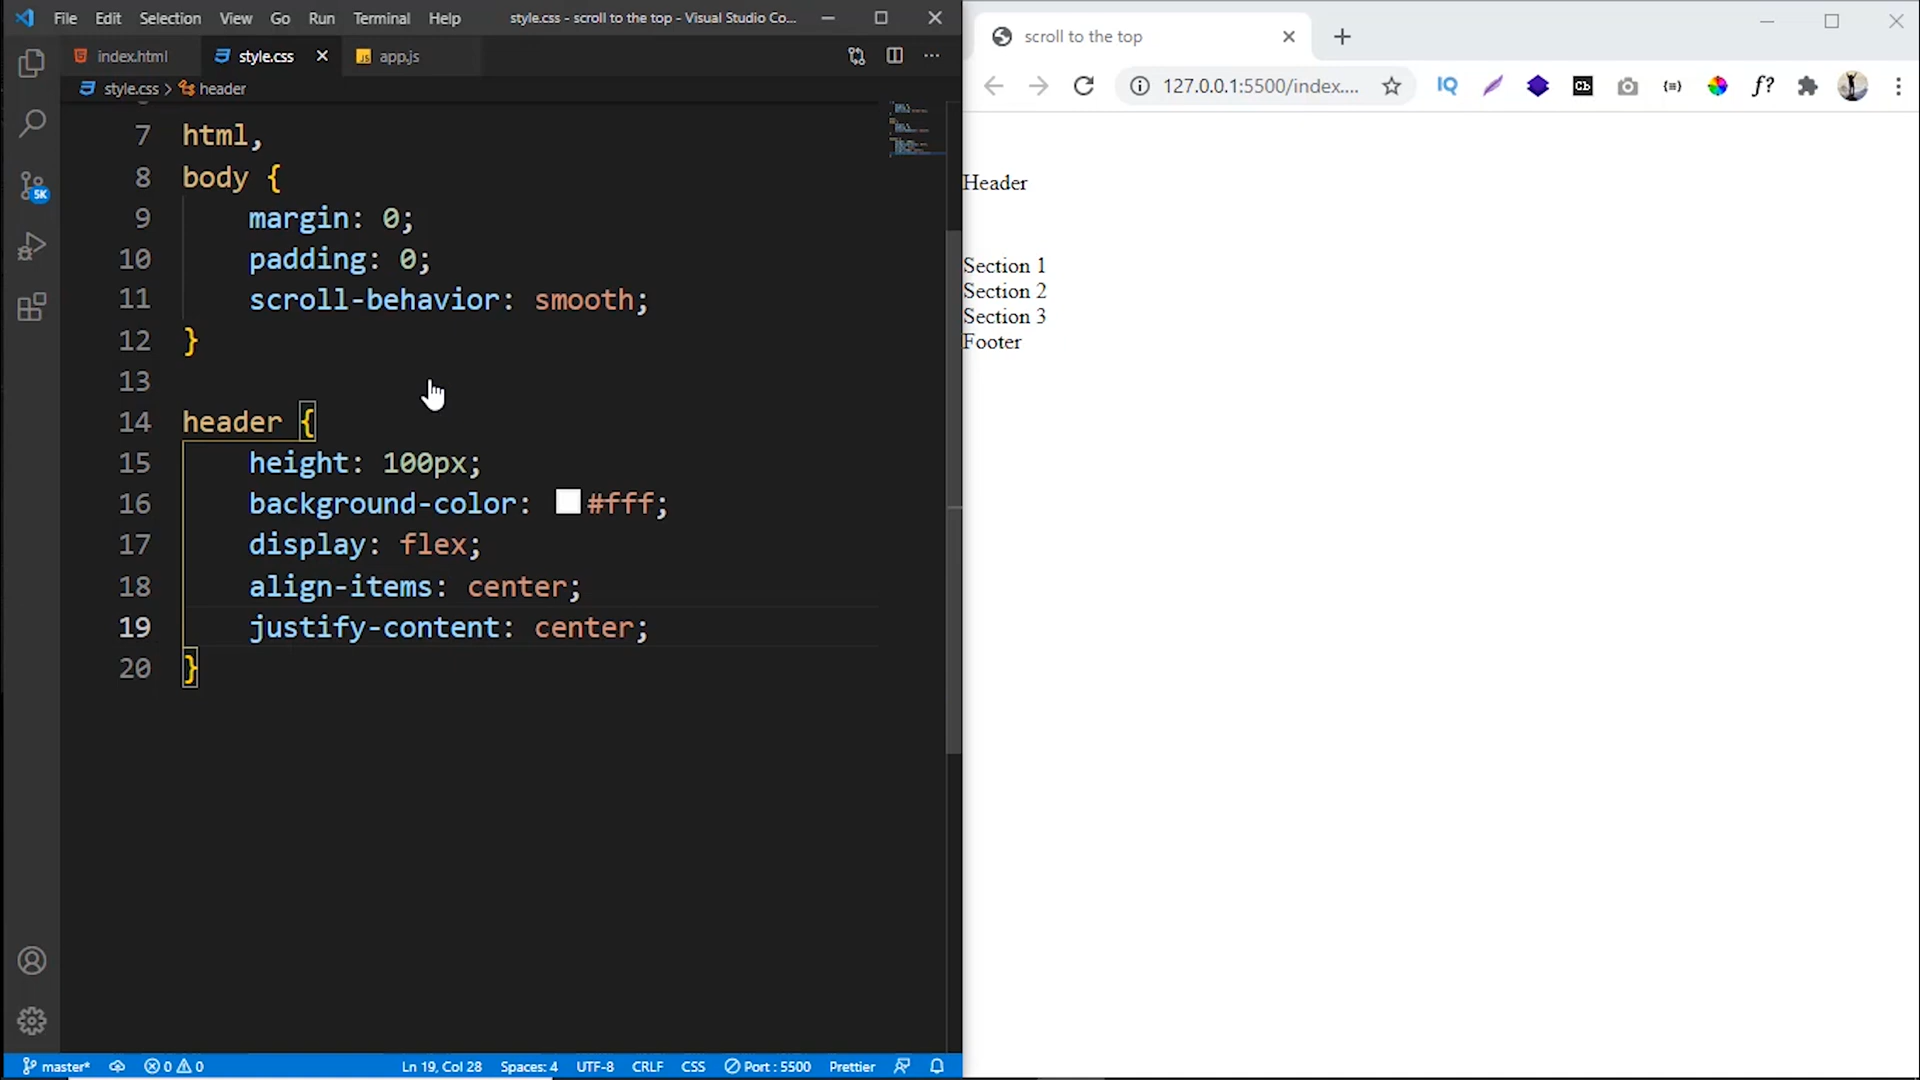 File Edit Selection View Go Run Terminal Help style.css - scroll to the top - Visual Studio Co...
index.html style.css app.js
style.css > header
7 html,
8 body {
9 margin: 0;
10 padding: 0;
11 scroll-behavior: smooth;
12 }
13
14 header {
15 height: 100px;
16 background-color: #fff;
17 display: flex;
18 align-items: center;
19 justify-content: center;
20 }
5K
master* 0 0 Ln 19, Col 28 Spaces: 4 UTF-8 CRLF CSS Port : 5500 Prettier
scroll to the top
127.0.0.1:5500/index.... IQ Cb f?
Header
Section 1
Section 2
Section 3
Footer